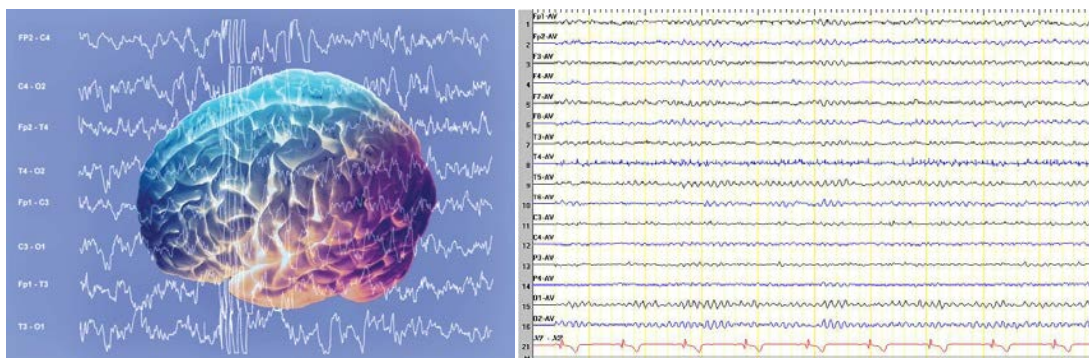 FP2 - C4
C4 - O2
Fp2 - T4
T4 - O2
Fp1 - C3
C3 - O1
Fp1 - T3
T3 - O1
Fp1-AV
1
Fp2-AV
2
F3-AV
3
F4-AV
4
F7-AV
5
F8-AV
6
T3-AV
7
T4-AV
8
T5-AV
9
T6-AV
10
C3-AV
11
C4-AV
12
P3-AV
13
P4-AV
14
O1-AV
15
O2-AV
16
X1 - X2
21